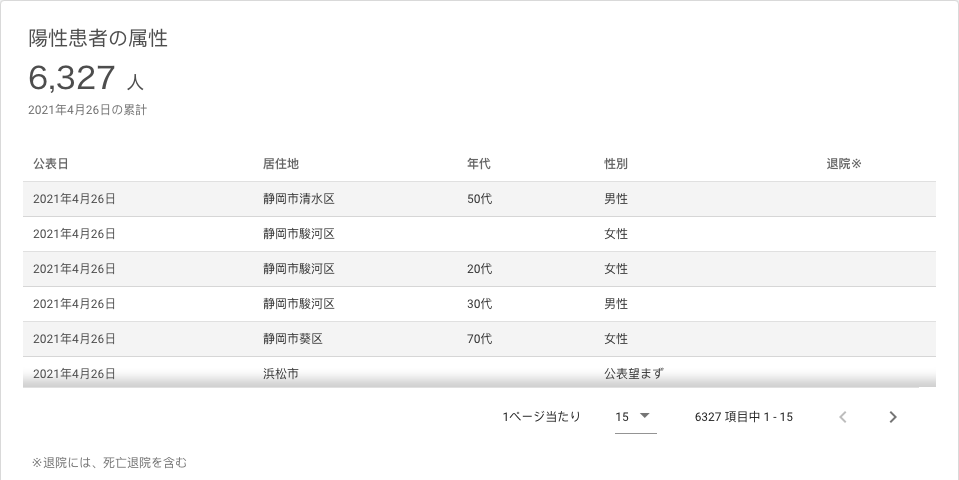 陽性患者の属性
6,327 人
2021年4月26日の累計
公表日 居住地 年代 性別 退院※
2021年4月26日 静岡市清水区 50代 男性
2021年4月26日 静岡市駿河区 女性
2021年4月26日 静岡市駿河区 20代 女性
2021年4月26日 静岡市駿河区 30代 男性
2021年4月26日 静岡市葵区 70代 女性
2021年4月26日 浜松市 公表望まず
1ページ当たり 15 6327 項目中 1 - 15
※退院には、死亡退院を含む